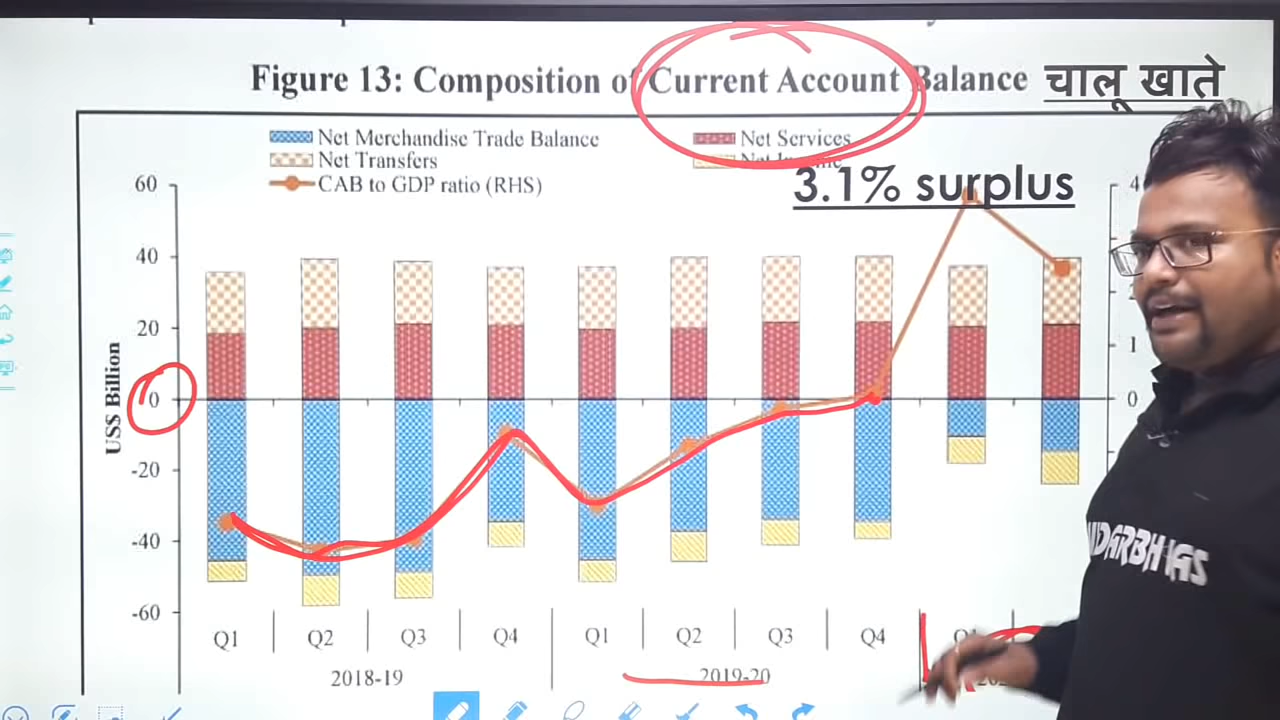 Figure 13: Composition of Current Account Balance चालू खाते
Net Merchandise Trade Balance
Net Services
Net Transfers
CAB to GDP ratio (RHS)
3.1% surplus
60
40
20
0
-20
-40
-60
US$ Billion
4
1
0
Q1 Q2 Q3 Q4 Q1 Q2 Q3 Q4
2018-19 2019-20